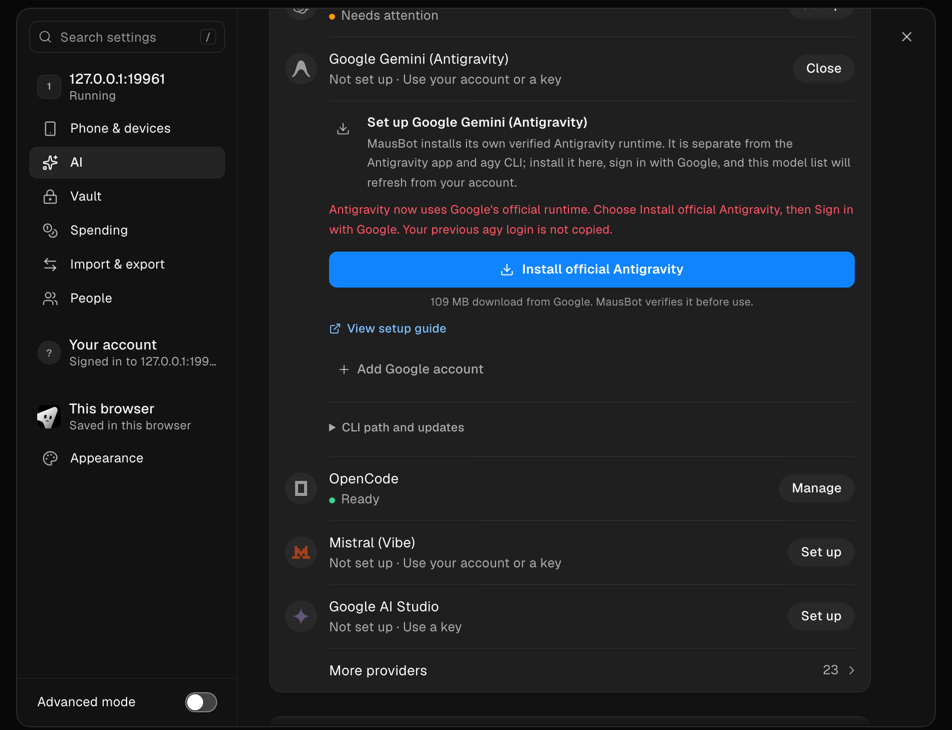 Search settings /
1
127.0.0.1:19961
Running
Phone & devices
AI
Vault
Spending
Import & export
People
?
Your account
Signed in to 127.0.0.1:199...
This browser
Saved in this browser
Appearance
Advanced mode
Needs attention
Google Gemini (Antigravity)
Not set up · Use your account or a key
Close
Set up Google Gemini (Antigravity)
MausBot installs its own verified Antigravity runtime. It is separate from the
Antigravity app and agy CLI; install it here, sign in with Google, and this model list will
refresh from your account.
Antigravity now uses Google's official runtime. Choose Install official Antigravity, then Sign in
with Google. Your previous agy login is not copied.
Install official Antigravity
109 MB download from Google. MausBot verifies it before use.
View setup guide
Add Google account
CLI path and updates
OpenCode
Ready
Manage
Mistral (Vibe)
Not set up · Use your account or a key
Set up
Google AI Studio
Not set up · Use a key
Set up
More providers
23